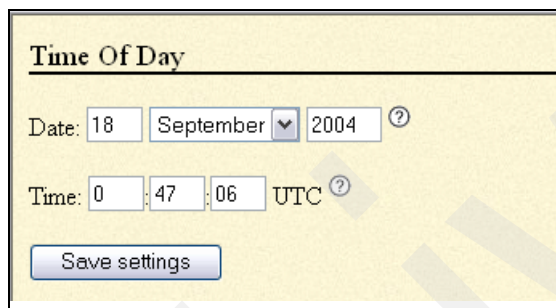 Time Of Day
Date: 18 September 2004 ?
Time: 0 : 47 : 06 UTC ?
Save settings